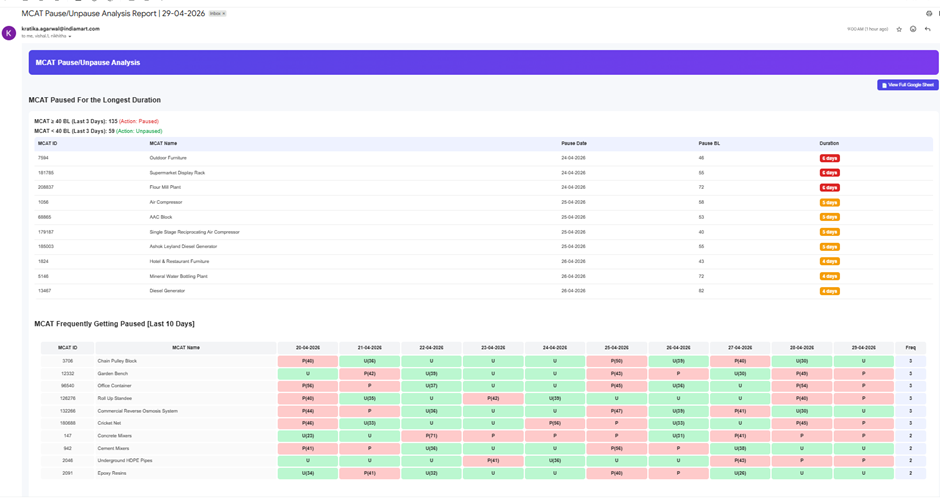 MCAT Pause/Unpause Analysis Report | 29-04-2026 Inbox ×
K
kratika.agarwal@indiamart.com 9:00 AM (1 hour ago)
to me, vishal
MCAT Pause/Unpause Analysis
View Full Google Sheet
MCAT Paused For the Longest Duration
MCAT ≥ 40 BL (Last 3 Days): 135 (Action: Paused)
MCAT < 40 BL (Last 3 Days): 59 (Action: Unpaused)
MCAT ID MCAT Name Pause Date Pause BL Duration
7594 Outdoor Furniture 24-04-2026 46 6 days
181785 Supermarket Display Rack 24-04-2026 55 6 days
208837 Flour Mill Plant 24-04-2026 72 6 days
1056 Air Compressor 25-04-2026 58 5 days
AAC Block 25-04-2026 53 5 days
179187 Single Stage Reciprocating Air Compressor 25-04-2026 40 5 days
185003 Ashok Leyland Diesel Generator 25-04-2026 55 5 days
1824 Hotel & Restaurant Furniture 26-04-2026 43 4 days
5146 Mineral Water Bottling Plant 26-04-2026 72 4 days
13467 Diesel Generator 26-04-2026 52 4 days
MCAT Frequently Getting Paused [Last 10 Days]
MCAT ID MCAT Name 20-04-2026 21-04-2026 22-04-2026 23-04-2026 24-04-2026 25-04-2026 26-04-2026 27-04-2026 28-04-2026 29-04-2026 Freq
3706 Chain Pulley Block P(40) U(36) U U U P(50) U(39) P(40) U(30) U 3
12332 Garden Bench U P(42) U(39) U U P(43) P U(30) P(49) P 3
96540 Office Container P(56) P U(37) U U P(45) U(36) U P(54) P 3
126276 Roll Up Standee P(40) U(35) U P(42) U(39) U U U P(40) P 3
132266 Commercial Reverse Osmosis System P(44) P U(36) U U P(47) U(29) P(41) U(30) U 3
160688 Cricket Net P(46) U(33) U U P(56) P U(33) U P(45) P 3
147 Concrete Mixers U(23) U P(71) P P P U(31) P(41) P P 2
942 Cement Mixers P(41) P U(36) U U P(56) P U(39) U U 2
2046 Underground HDPE Pipes U U U P(41) U(36) U U P(43) P P 2
2091 Epoxy Resins U(34) P(41) U(32) U U P(40) P U(26) U U 2